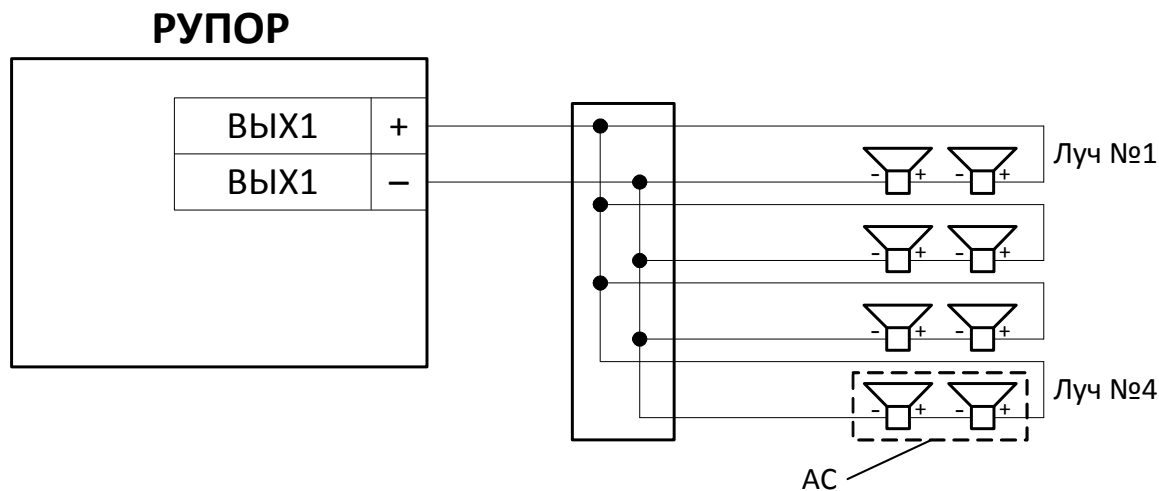 РУПОР
ВЫХ1 +
ВЫХ1 –
- + - + Луч №1
- + - +
- + - +
- + - + Луч №4
АС